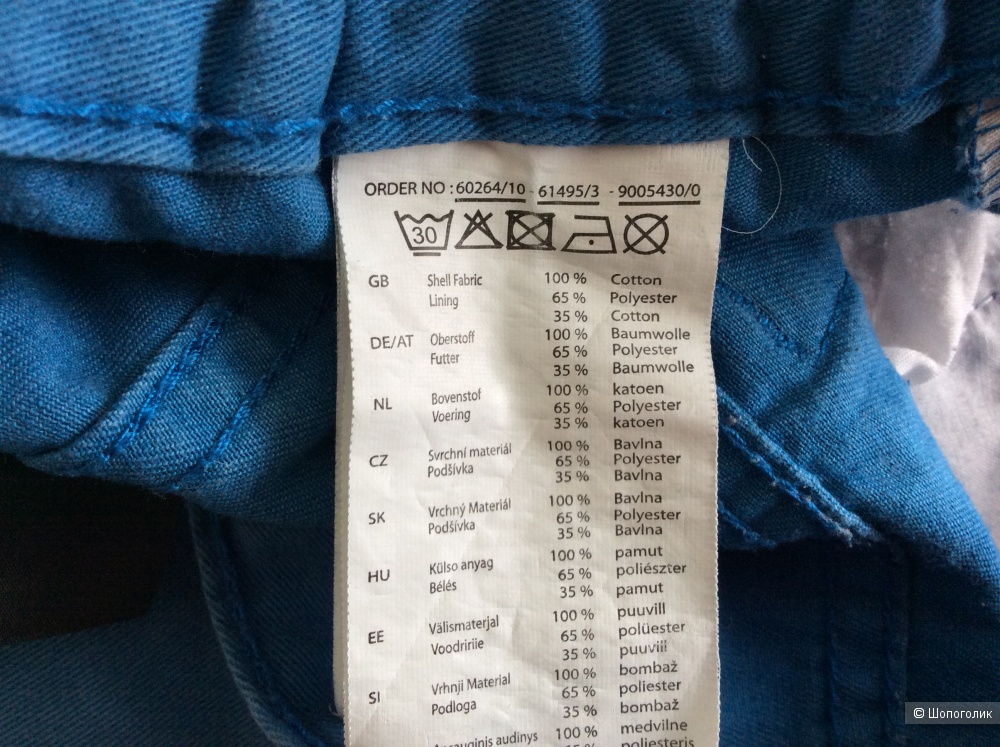 ORDER NO : 60264/10 - 61495/3 - 9005430/0
30
GB Shell Fabric 100 % Cotton
Lining 65 % Polyester
35 % Cotton
DE/AT Oberstoff 100 % Baumwolle
Futter 65 % Polyester
35 % Baumwolle
NL Bovenstof 100 % katoen
Voering 65 % Polyester
35 % katoen
CZ Svrchní materiál 100 % Bavlna
Podšívka 65 % Polyester
35 % Bavlna
SK Vrchný Materiál 100 % Bavlna
Podšívka 65 % Polyester
35 % Bavlna
HU Külso anyag 100 % pamut
Bélés 65 % poliészter
35 % pamut
EE Välismaterjal 100 % puuvill
Voodririie 65 % polüester
35 % puuvill
SI Vrhnji Material 100 % bombaž
Podloga 65 % poliester
35 % bombaž
audinys 100 % medvilne
poliesteris
© Шопоголик